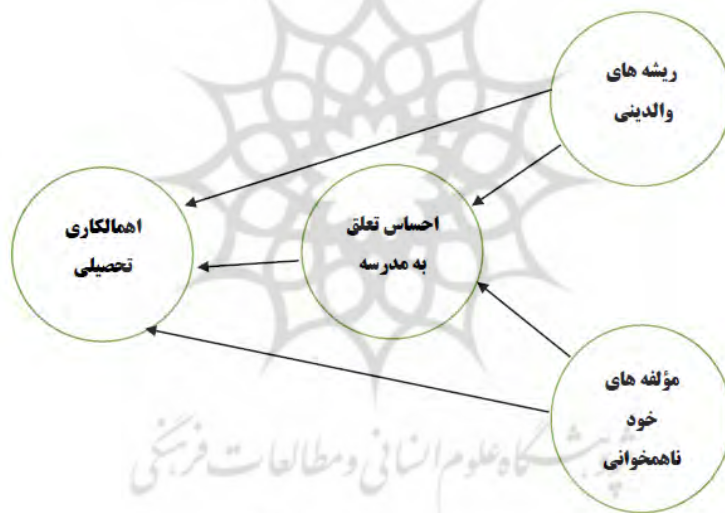 ریشه های
والدینی
احساس تعلق
به مدرسه
اهمالکاری
تحصیلی
مؤلفه های
خود
ناهمخوانی
پژوهشگاه علوم انسانی و مطالعات فرهنگی